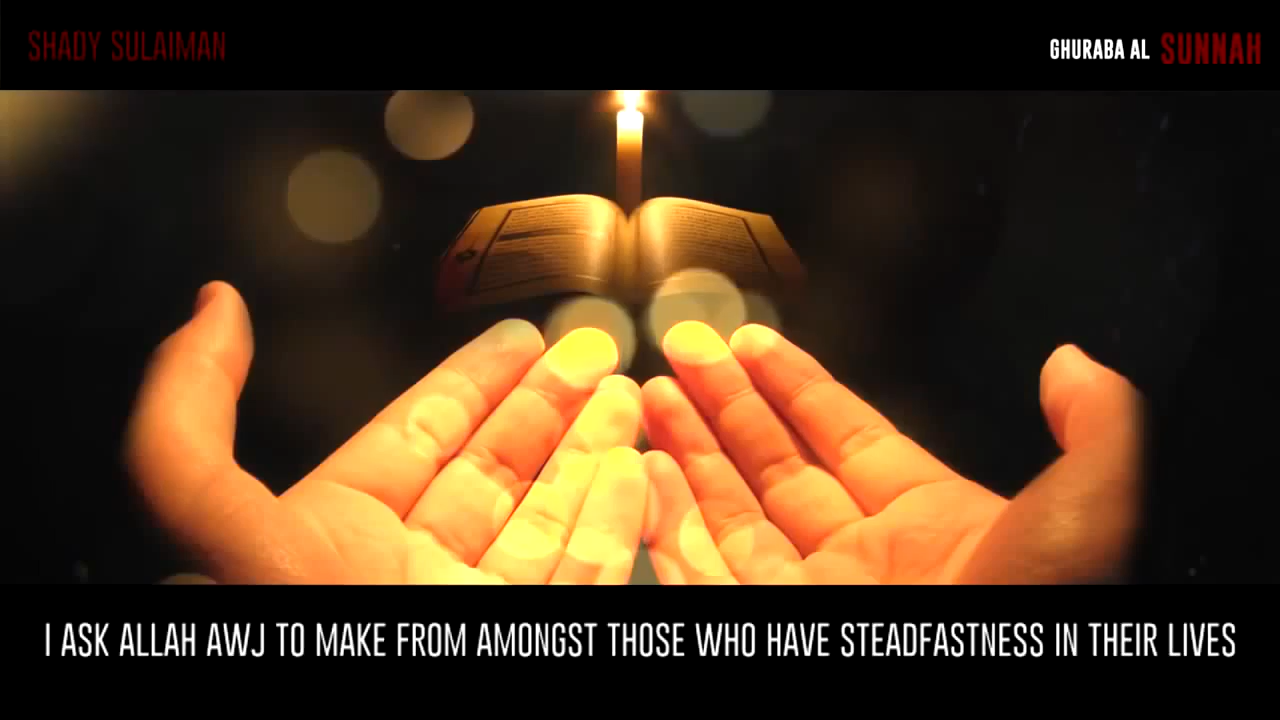 SHADY SULAIMAN
GHURABA AL SUNNAH
I ASK ALLAH AWJ TO MAKE FROM AMONGST THOSE WHO HAVE STEADFASTNESS IN THEIR LIVES